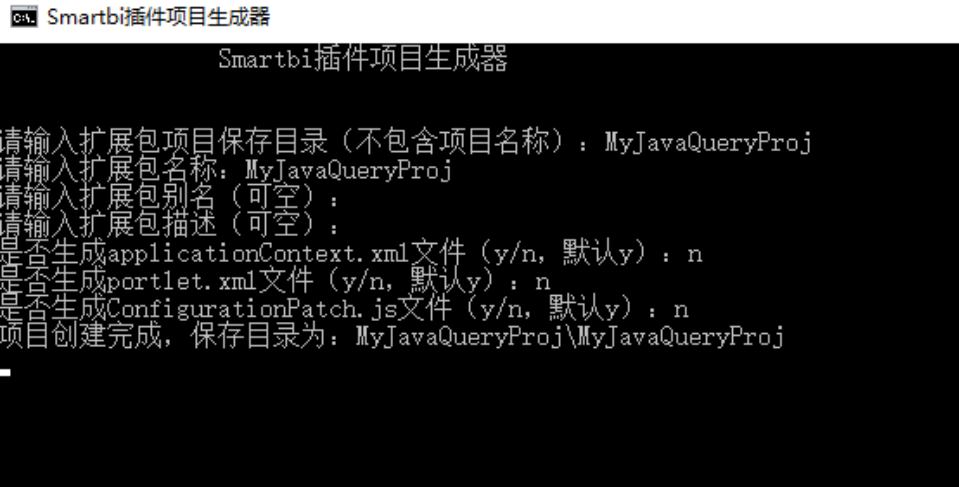 Smartbi插件项目生成器
Smartbi插件项目生成器
请输入扩展包项目保存目录（不包含项目名称）：MyJavaQueryProj
请输入扩展包名称：MyJavaQueryProj
请输入扩展包别名（可空）：
请输入扩展包描述（可空）：
是否生成applicationContext.xml文件（y/n，默认y）：n
是否生成portlet.xml文件（y/n，默认y）：n
是否生成ConfigurationPatch.js文件（y/n，默认y）：n
项目创建完成，保存目录为：MyJavaQueryProj\MyJavaQueryProj